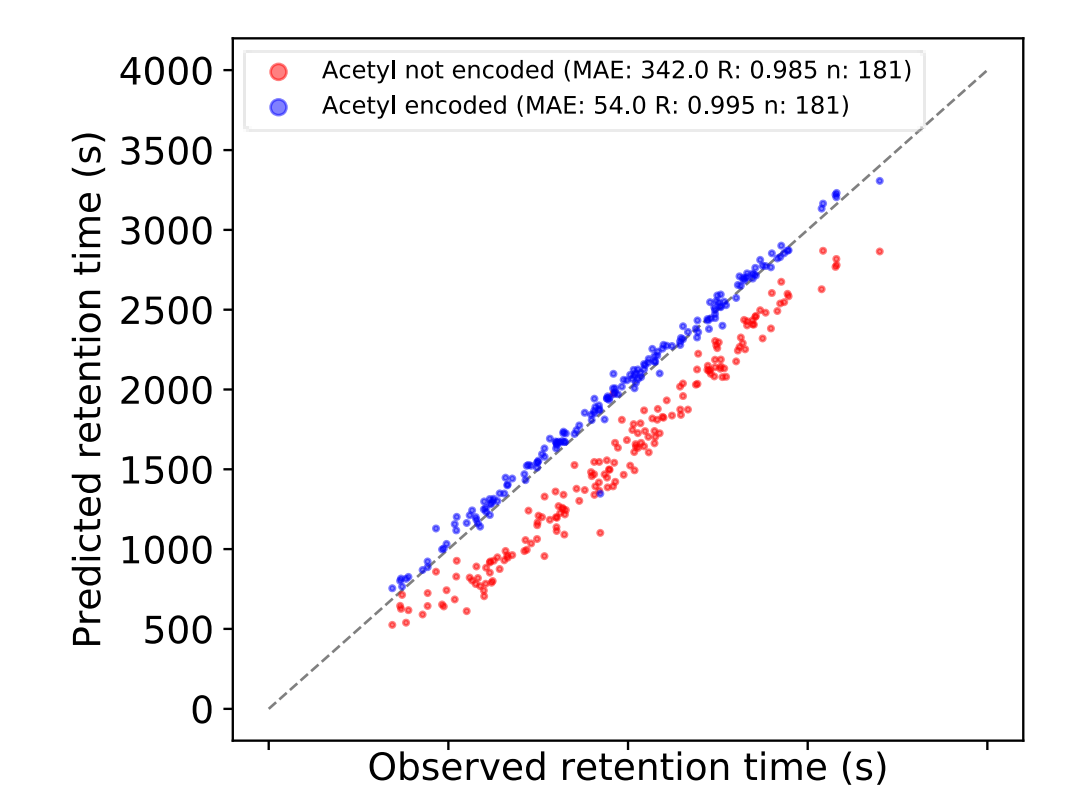 Acetyl not encoded (MAE: 342.0 R: 0.985 n: 181)
Acetyl encoded (MAE: 54.0 R: 0.995 n: 181)
Predicted retention time (s)
4000
3500
3000
2500
2000
1500
1000
500
0
Observed retention time (s)